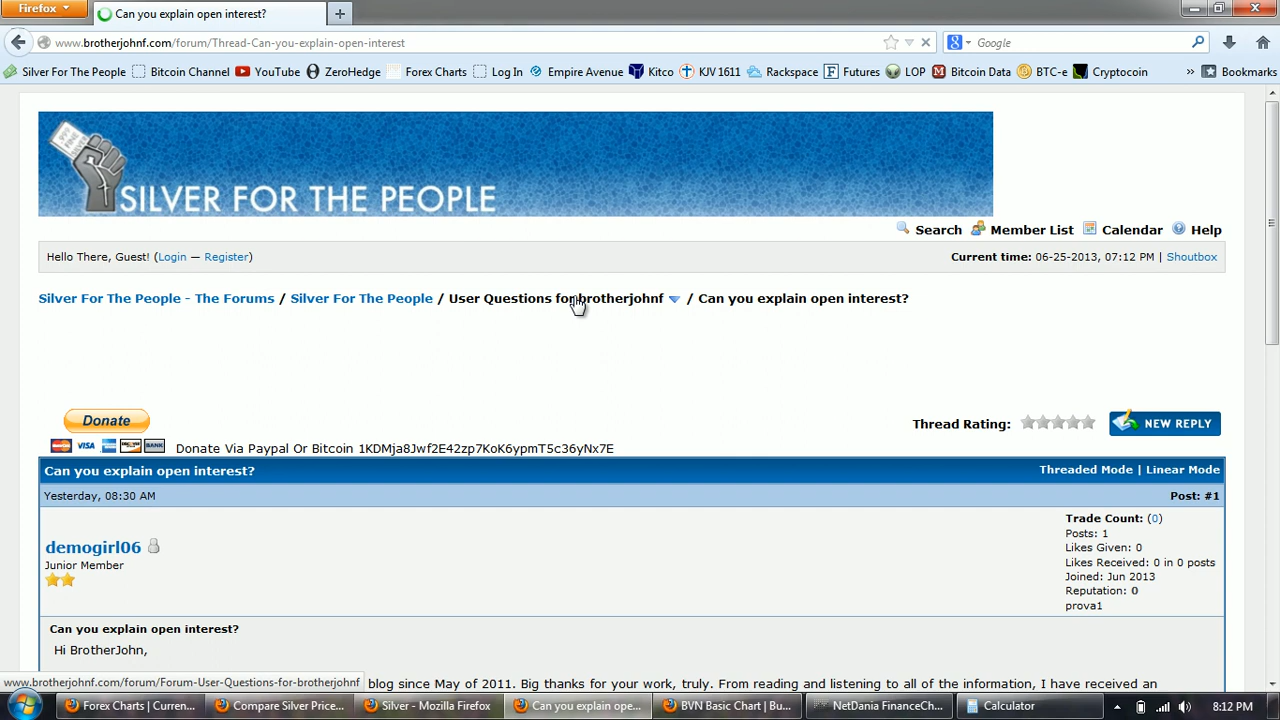 Firefox
Can you explain open interest?
www.brotherjohnf.com/forum/Thread-Can-you-explain-open-interest
Google
Silver For The People Bitcoin Channel YouTube ZeroHedge Forex Charts Log In Empire Avenue Kitco KJV 1611 Rackspace Futures LOP Bitcoin Data BTC-e Cryptocoin » Bookmarks
99
FINE
SILVER FOR THE PEOPLE
Search Member List Calendar Help
Hello There, Guest! (Login — Register)
Current time: 06-25-2013, 07:12 PM | Shoutbox
Silver For The People - The Forums / Silver For The People / User Questions for brotherjohnf / Can you explain open interest?
Donate
Thread Rating:
NEW REPLY
VISA BANK
Donate Via Paypal Or Bitcoin 1KDMja8Jwf2E42zp7KoK6ypmT5c36yNx7E
Can you explain open interest?
Threaded Mode | Linear Mode
Yesterday, 08:30 AM
Post: #1
demogirl06
Junior Member
Trade Count: (0)
Posts: 1
Likes Given: 0
Likes Received: 0 in 0 posts
Joined: Jun 2013
Reputation: 0
prova1
Can you explain open interest?
Hi BrotherJohn,
blog since May of 2011. Big thanks for your work, truly. From reading and listening to all of the information, I have received an
www.brotherjohnf.com/forum/Forum-User-Questions-for-brotherjohnf
Forex Charts | Curren...
Compare Silver Price...
Silver - Mozilla Firefox
Can you explain ope...
BVN Basic Chart | Bu...
NetDania FinanceCh...
Calculator
8:12 PM